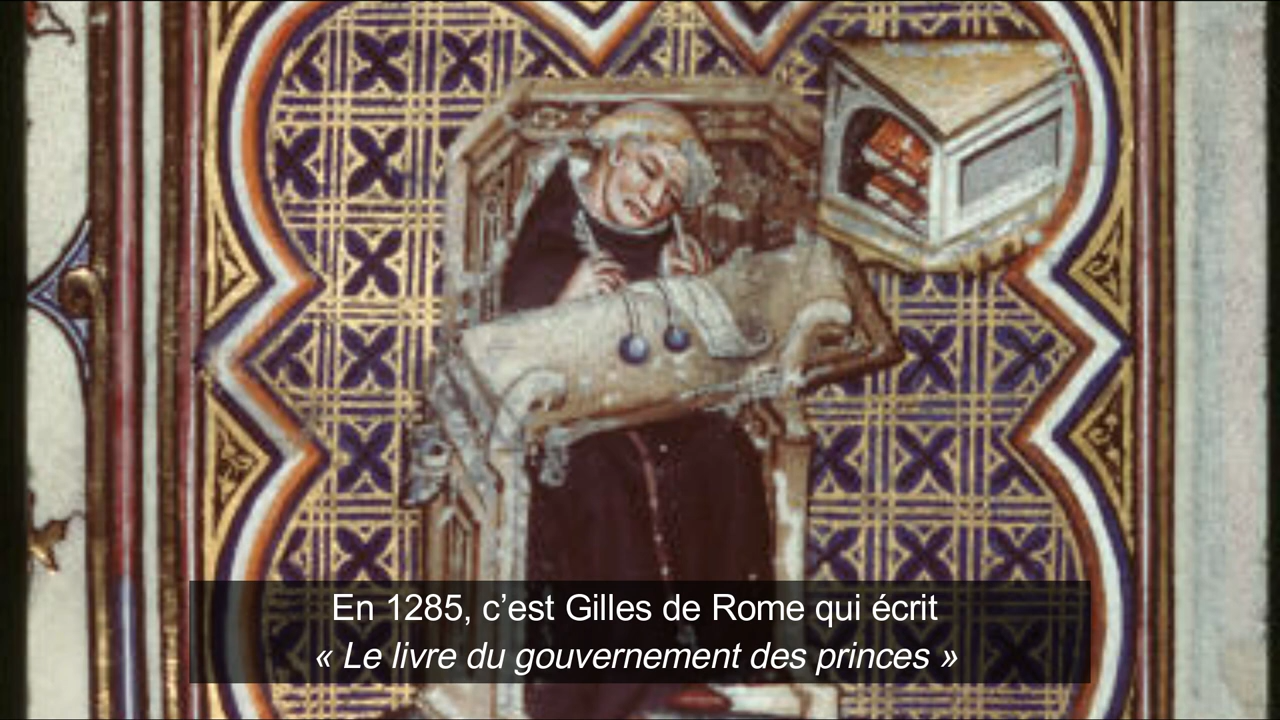 En 1285, c’est Gilles de Rome qui écrit
« Le livre du gouvernement des princes »